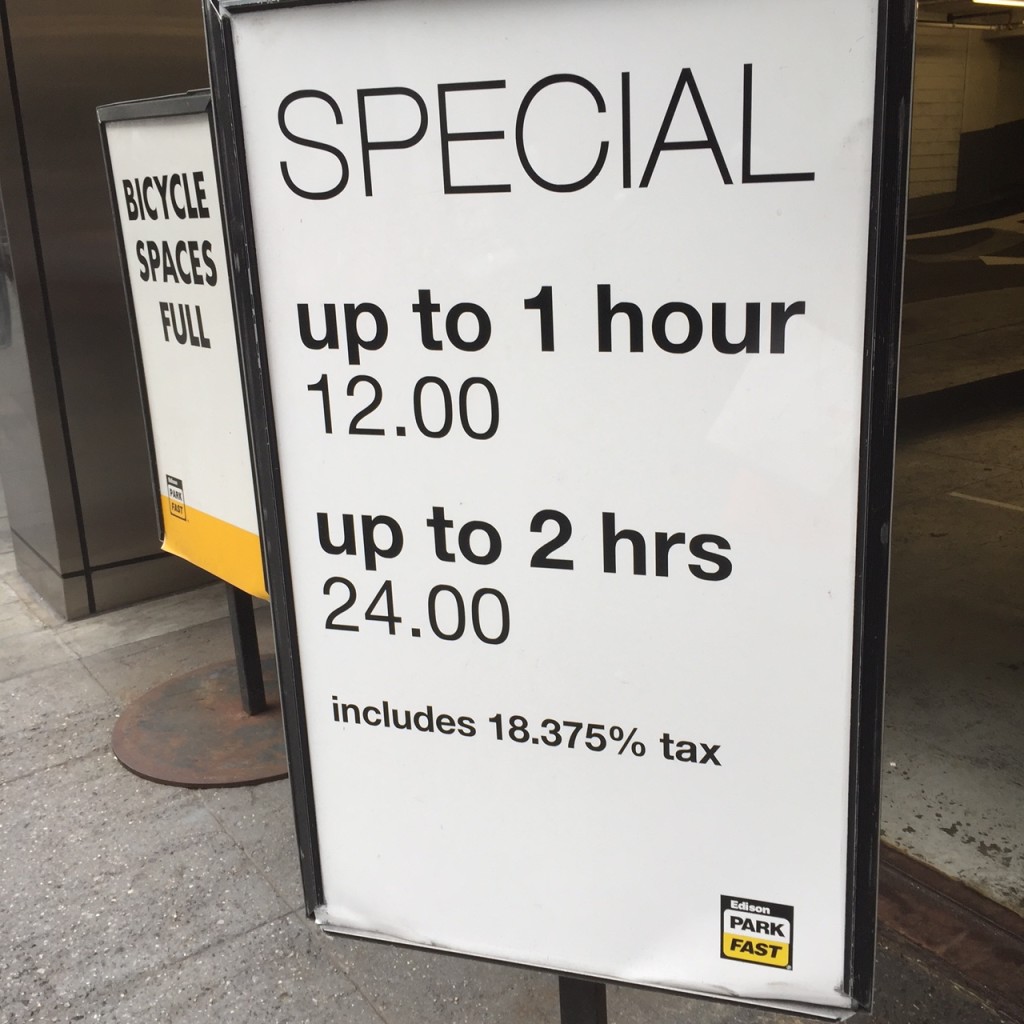 SPECIAL
up to 1 hour
12.00
up to 2 hrs
24.00
includes 18.375% tax
Edison
PARK
FAST
BICYCLE
SPACES
FULL
Edison
PARK
FAST